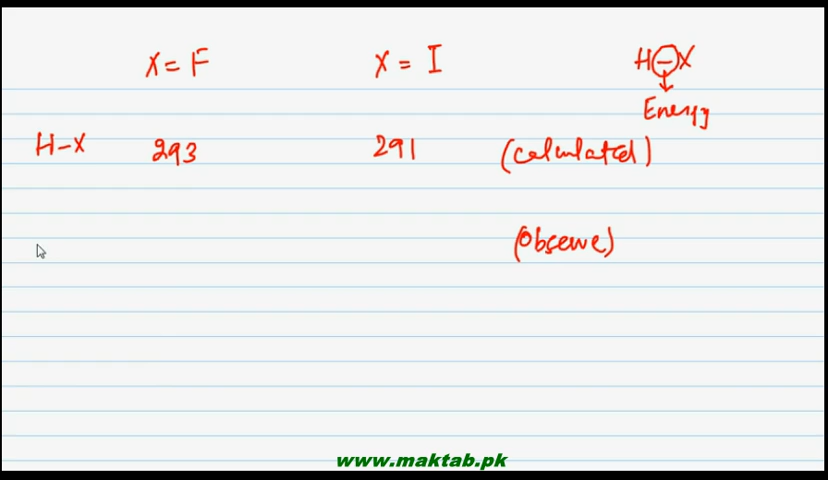 X = F X = I H-X
Energy
H-X 293 291 (Calculated)
(Observe)
www.maktab.pk